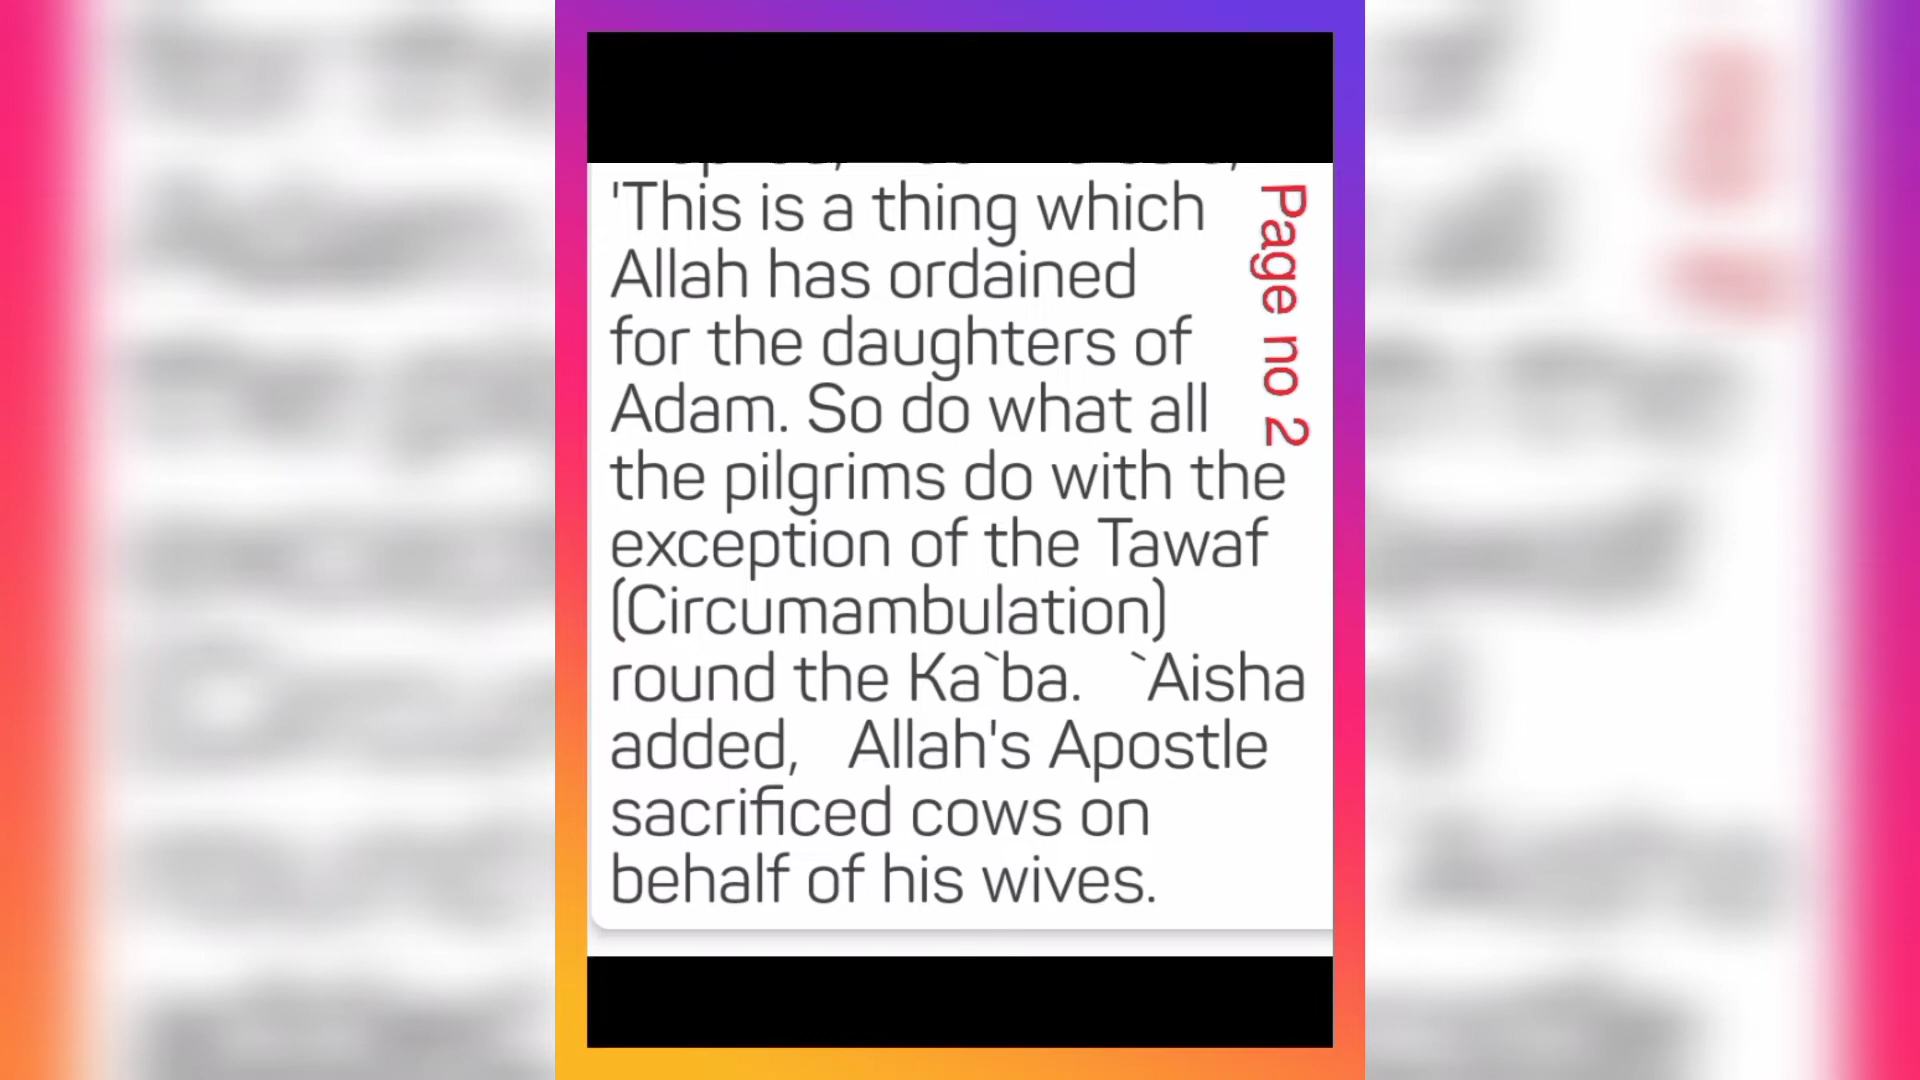 'This is a thing which
Allah has ordained
for the daughters of
Adam. So do what all
the pilgrims do with the
exception of the Tawaf
(Circumambulation)
round the Ka`ba.   `Aisha
added,   Allah's Apostle
sacrificed cows on
behalf of his wives.
Page no 2